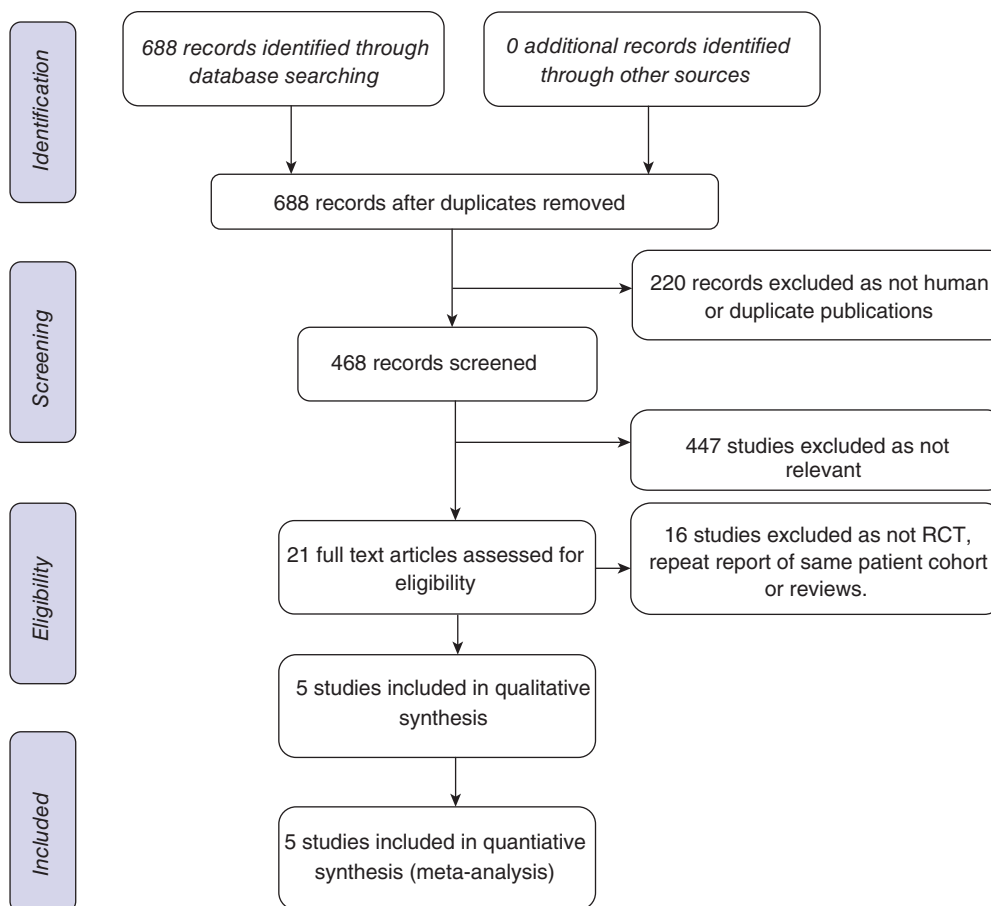 Identification
688 records identified through
database searching
0 additional records identified
through other sources
688 records after duplicates removed
Screening
220 records excluded as not human
or duplicate publications
468 records screened
447 studies excluded as not
relevant
Eligibility
21 full text articles assessed for
eligibility
16 studies excluded as not RCT,
repeat report of same patient cohort
or reviews.
5 studies included in qualitative
synthesis
Included
5 studies included in quantiative
synthesis (meta-analysis)